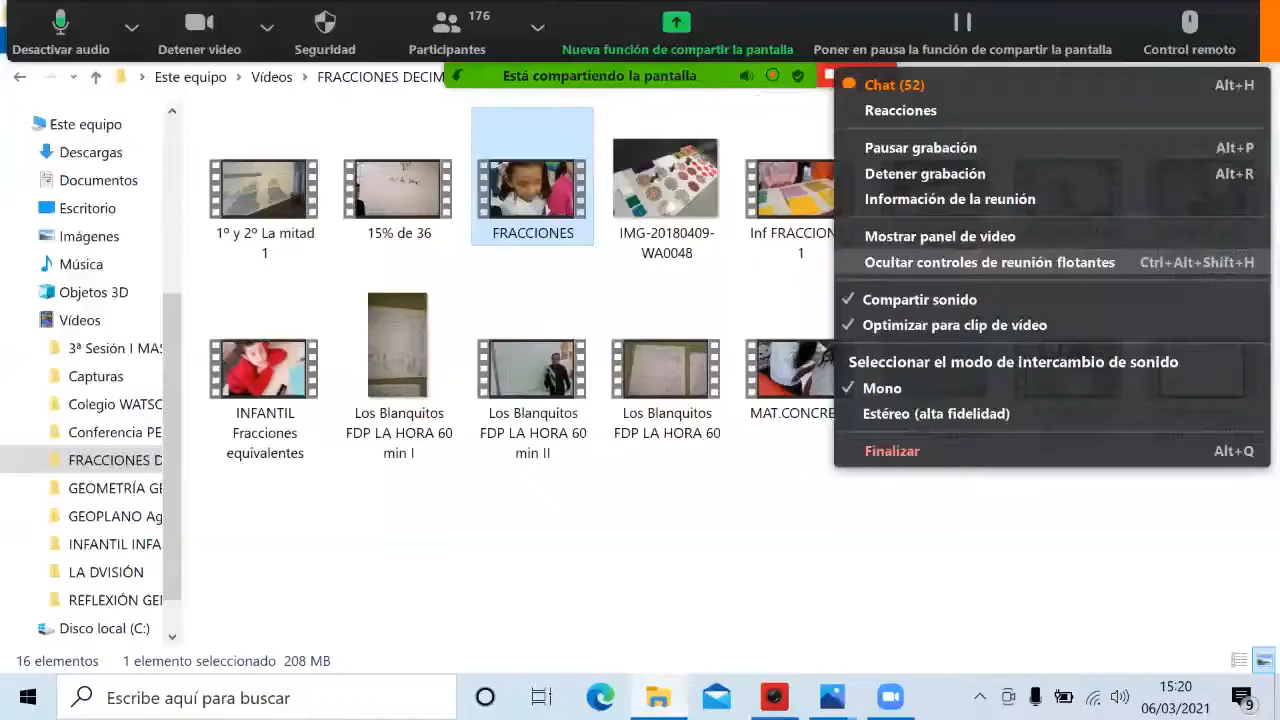 176
Desactivar audio
Detener video
Seguridad
Participantes
Nueva función de compartir la pantalla
Poner en pausa la función de compartir la pantalla
Control remoto
Este equipo
Vídeos
FRACCIONES DECIM
Está compartiendo la pantalla
Chat (52) Alt+H
Reacciones
Pausar grabación Alt+P
Detener grabación Alt+R
Información de la reunión
Mostrar panel de video
Ocultar controles de reunión flotantes Ctrl+Alt+Shift+H
Compartir sonido
Optimizar para clip de vídeo
Seleccionar el modo de intercambio de sonido
Mono
Estéreo (alta fidelidad)
Finalizar Alt+Q
Este equipo
Descargas
Documentos
Escritorio
Imágenes
Música
Objetos 3D
Vídeos
3ª Sesión I MAS
Capturas
Colegio WATSO
Conferencia PE
FRACCIONES D
GEOMETRÍA GE
GEOPLANO Ag
INFANTIL INFA
LA DVISIÓN
REFLEXIÓN GEI
Disco local (C:)
1º y 2º La mitad
1
15% de 36
FRACCIONES
IMG-20180409-
WA0048
Inf FRACCION
1
INFANTIL
Fracciones
equivalentes
Los Blanquitos
FDP LA HORA 60
min I
Los Blanquitos
FDP LA HORA 60
min II
Los Blanquitos
FDP LA HORA 60
MAT.CONCRE
16 elementos 1 elemento seleccionado 208 MB
Escribe aquí para buscar
15:20
06/03/2021
9